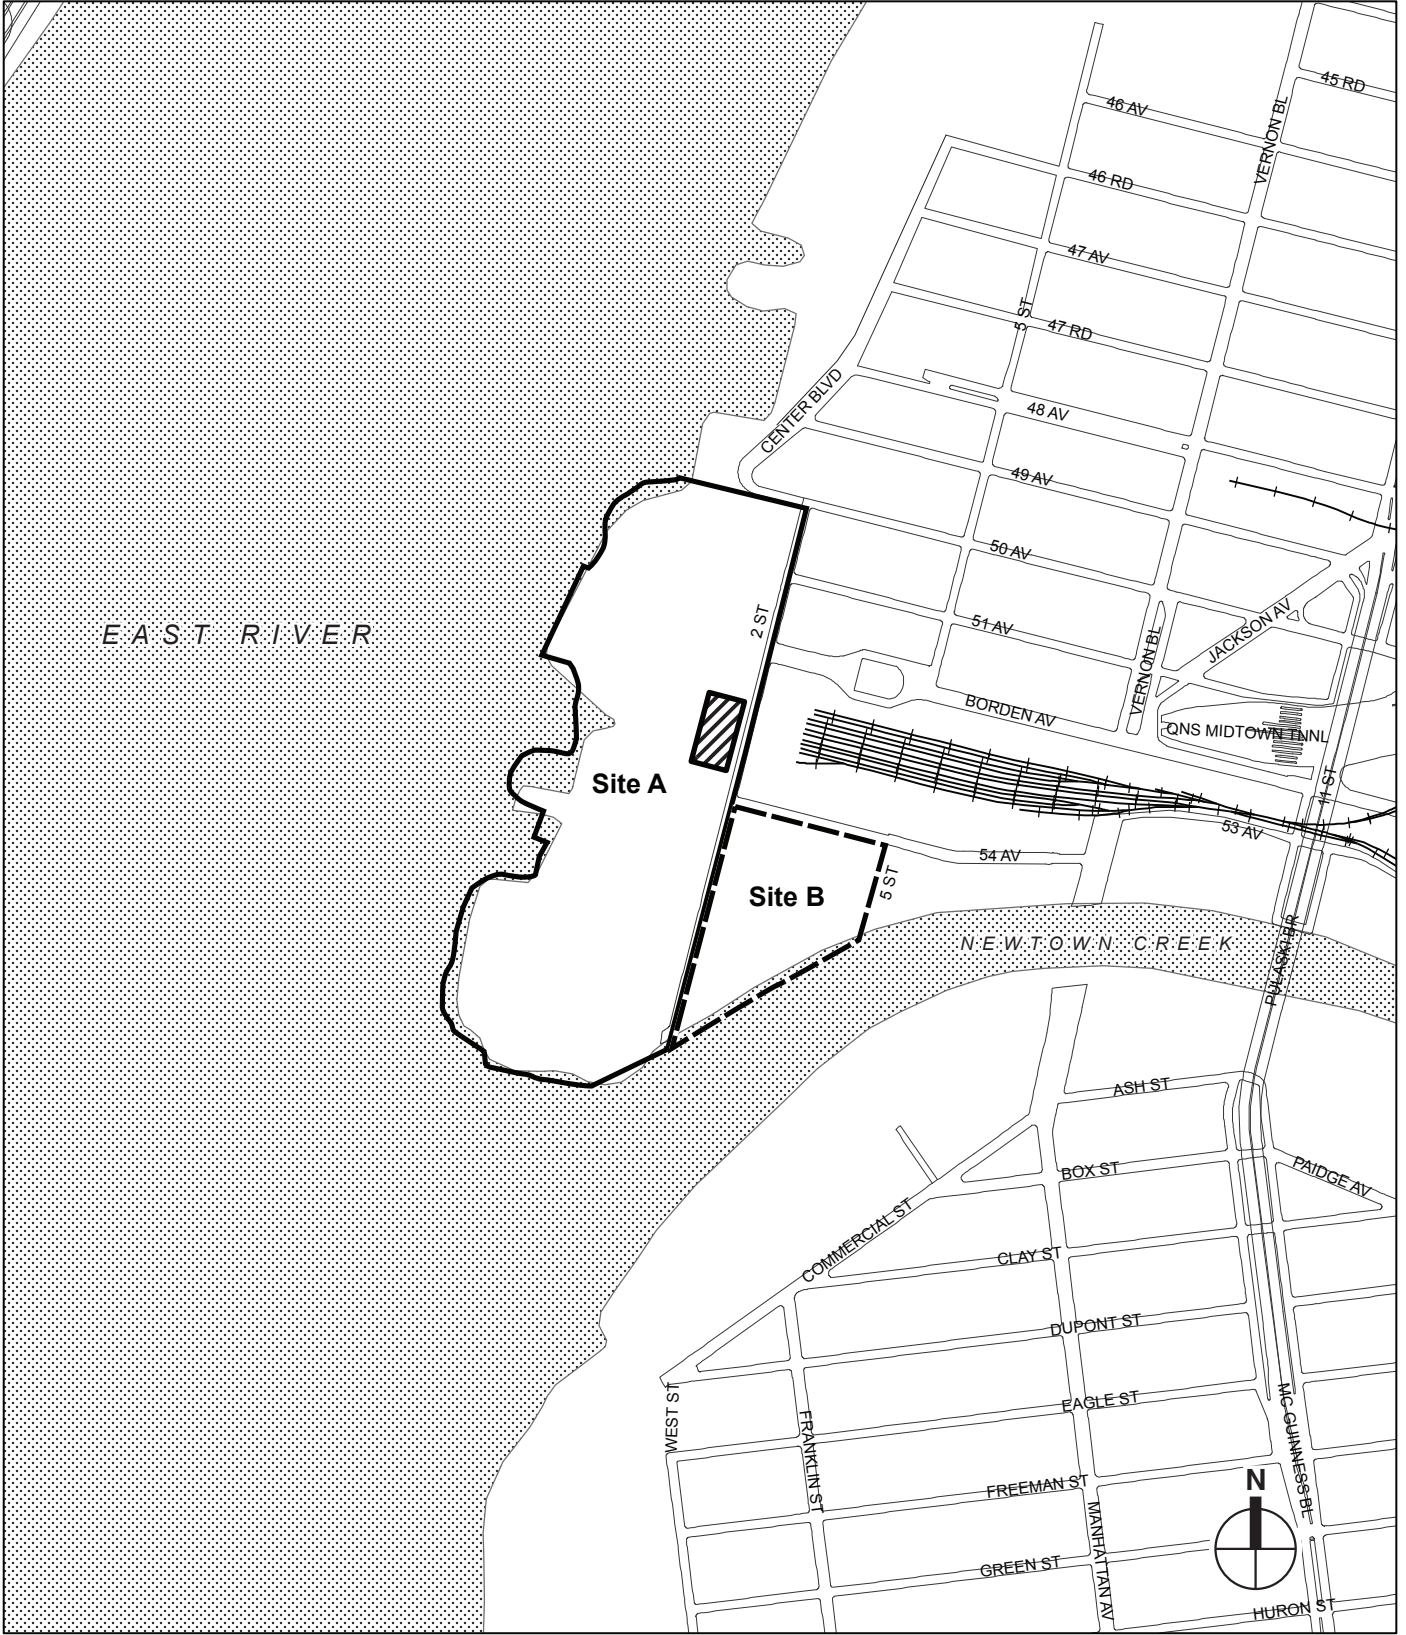 45 RD
46 AV
VERNON BL
46 RD
47 AV
5 ST
47 RD
CENTER BLVD
48 AV
49 AV
50 AV
2 ST
51 AV
JACKSON AV
EAST RIVER
VERNON BL
BORDEN AV
QNS MIDTOWN TNNL
Site A
11 ST
53 AV
54 AV
Site B
5 ST
NEWTOWN CREEK
PULASKI BR
ASH ST
BOX ST
PAIDGE AV
COMMERCIAL ST
CLAY ST
DUPONT ST
WEST ST
EAGLE ST
FRANKLIN ST
MC GUINNESS BL
FREEMAN ST
N
MANHATTAN AV
GREEN ST
HURON ST